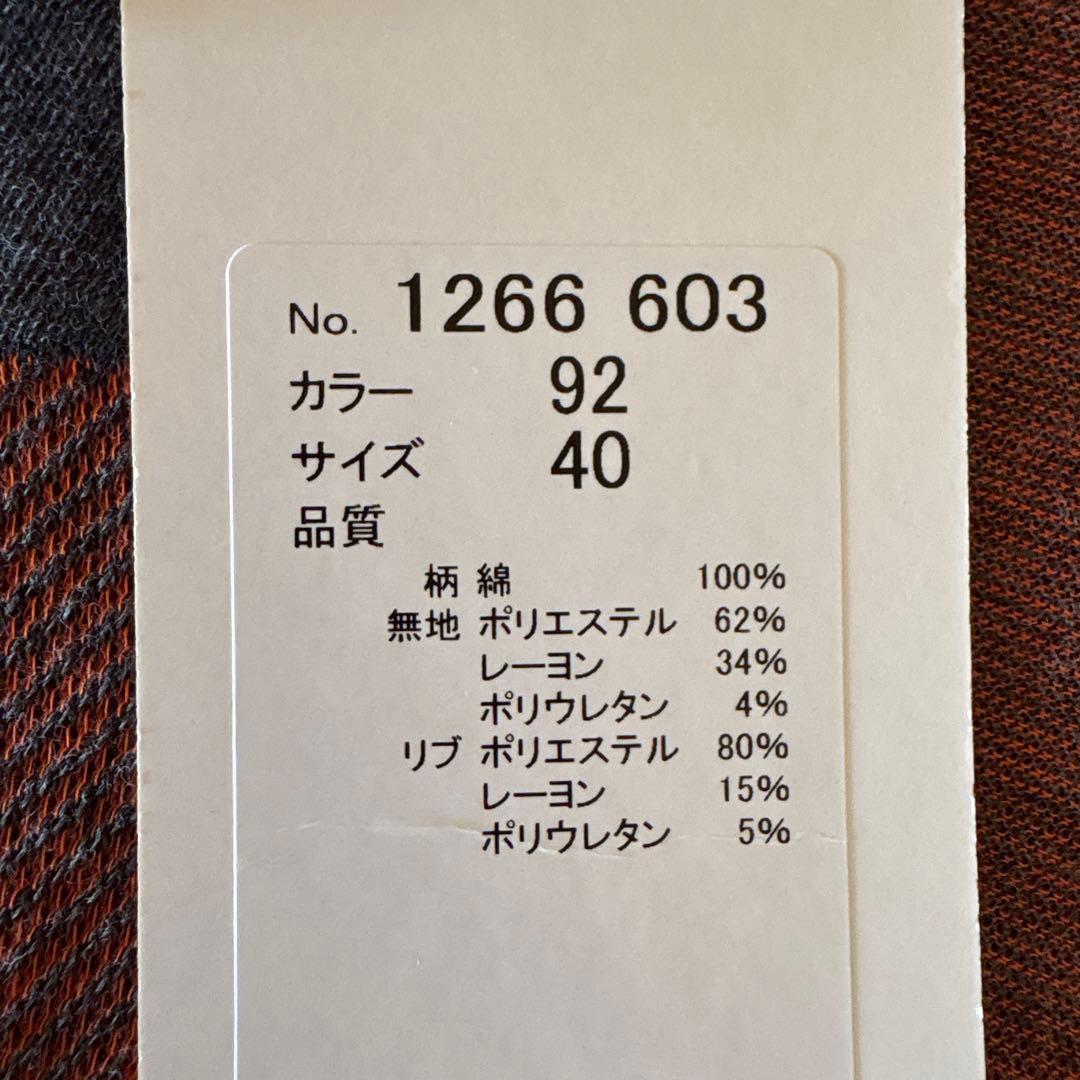 No. 1266 603
カラー 92
サイズ 40
品質
柄 綿 100%
無地 ポリエステル 62%
レーヨン 34%
ポリウレタン 4%
リブ ポリエステル 80%
レーヨン 15%
ポリウレタン 5%